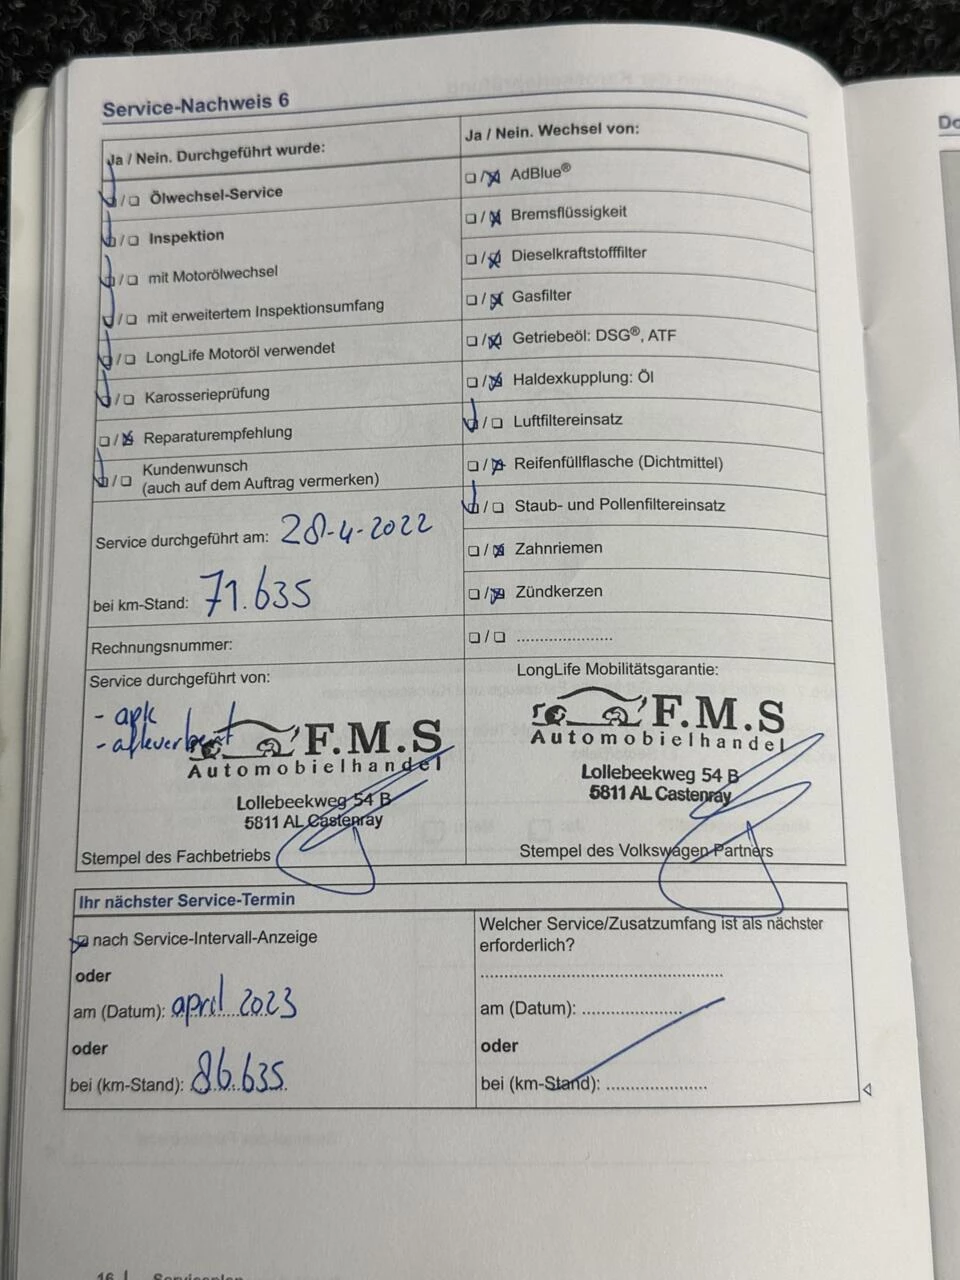 Service-Nachweis 6
Ja / Nein. Durchgeführt wurde:
☑/☐ Ölwechsel-Service
☑/☐ Inspektion
☑/☐ mit Motorölwechsel
☑/☐ mit erweitertem Inspektionsumfang
☑/☐ LongLife Motoröl verwendet
☑/☐ Karosserieprüfung
☐/☒ Reparaturempfehlung
☑/☐ Kundenwunsch
(auch auf dem Auftrag vermerken)
Service durchgeführt am: 28-4-2022
bei km-Stand: 71.635
Rechnungsnummer:
Service durchgeführt von:
- apk
- afleverbeurt
F.M.S
Automobielhandel
Lollebeekweg 54 B
5811 AL Castenray
Stempel des Fachbetriebs
Ja / Nein. Wechsel von:
☐/☒ AdBlue®
☐/☒ Bremsflüssigkeit
☐/☒ Dieselkraftstofffilter
☐/☒ Gasfilter
☐/☒ Getriebeöl: DSG®, ATF
☐/☒ Haldexkupplung: Öl
☑/☐ Luftfiltereinsatz
☐/☒ Reifenfüllflasche (Dichtmittel)
☑/☐ Staub- und Pollenfiltereinsatz
☐/☒ Zahnriemen
☐/☒ Zündkerzen
☐/☐ .....................
LongLife Mobilitätsgarantie:
F.M.S
Automobielhandel
Lollebeekweg 54 B
5811 AL Castenray
Stempel des Volkswagen Partners
Ihr nächster Service-Termin
☒ nach Service-Intervall-Anzeige
oder
am (Datum): april 2023
oder
bei (km-Stand): 86.635
Welcher Service/Zusatzumfang ist als nächster
erforderlich?
....................................................
am (Datum): .....................
oder
bei (km-Stand): .....................
16 | Serviceplan
Do